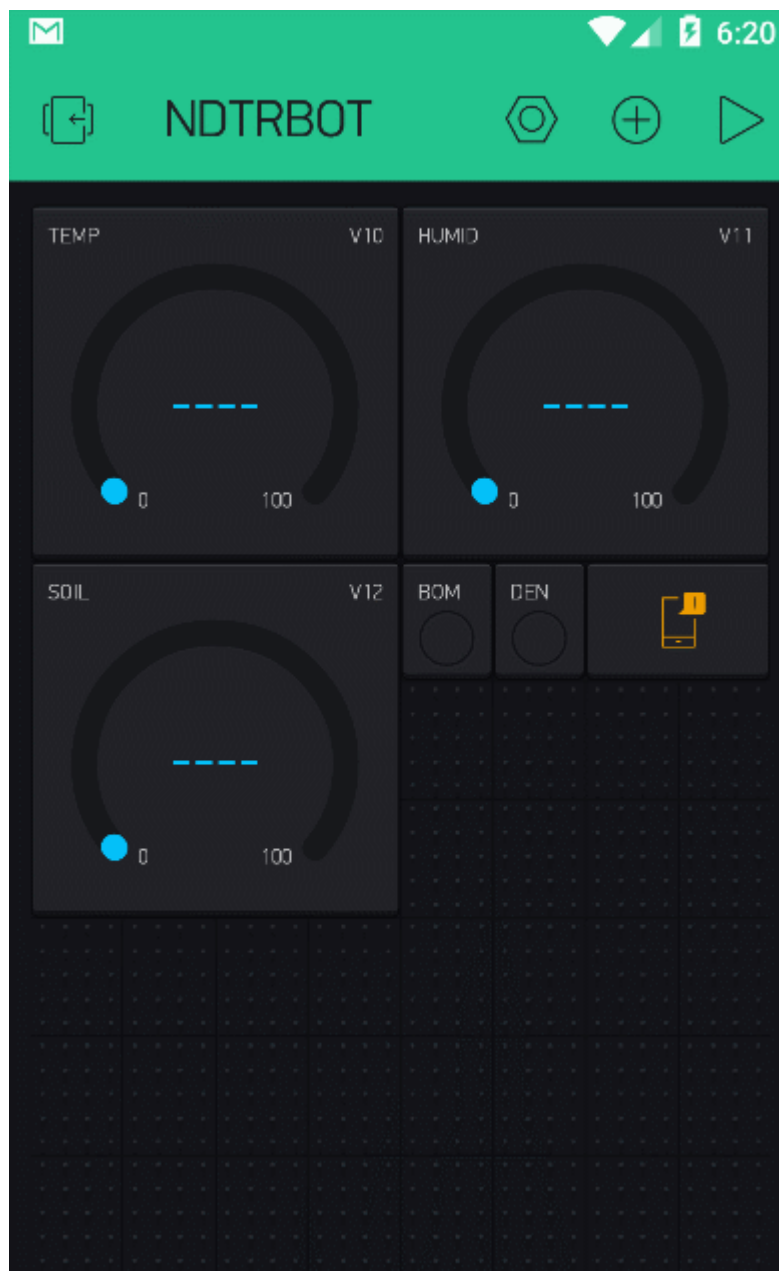 6:20
NDTRBOT
TEMP V10
HUMID V11
----
----
0 100
0 100
SOIL V12
BOM
DEN
----
0 100